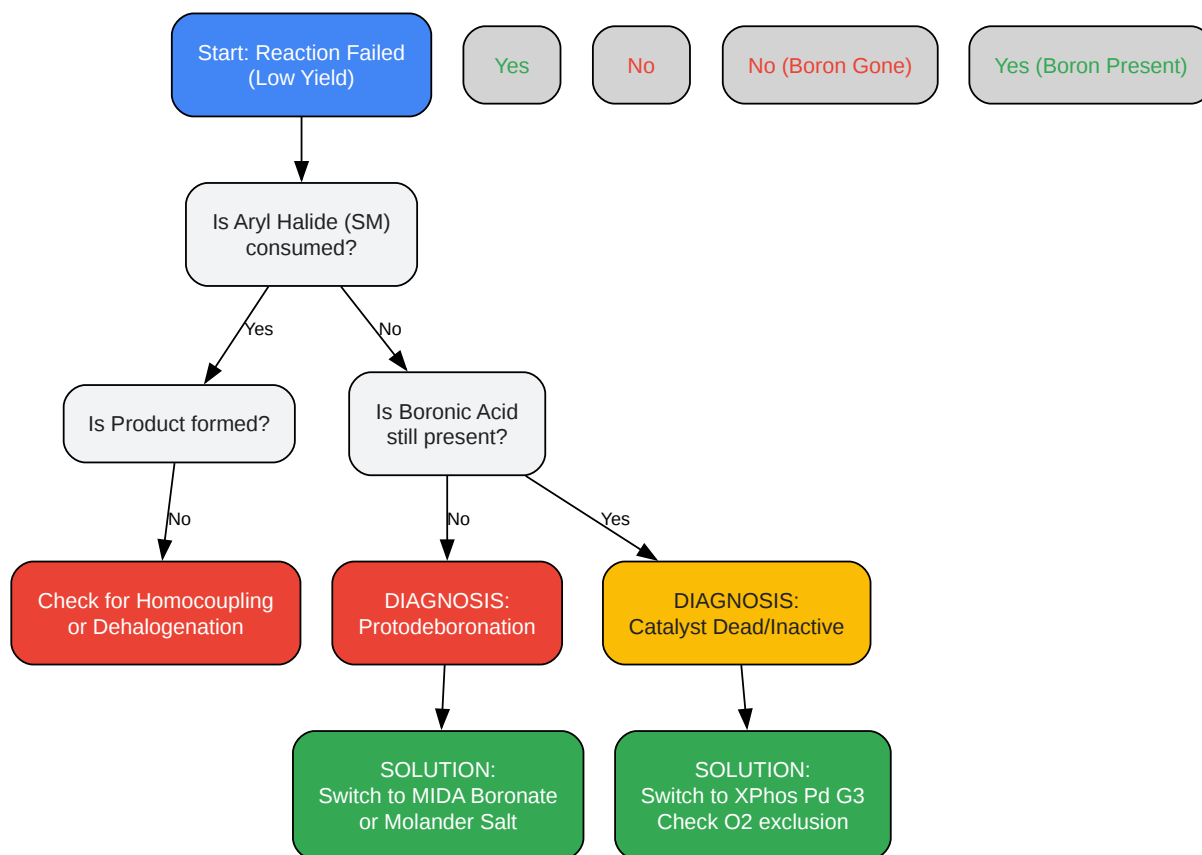 Start: Reaction Failed
(Low Yield)
Yes
No
No (Boron Gone)
Yes (Boron Present)
Is Aryl Halide (SM)
consumed?
Yes
No
Is Product formed?
Is Boronic Acid
still present?
No
No
Yes
Check for Homocoupling
or Dehalogenation
DIAGNOSIS:
Protodeboronation
DIAGNOSIS:
Catalyst Dead/Inactive
SOLUTION:
Switch to MIDA Boronate
or Molander Salt
SOLUTION:
Switch to XPhos Pd G3
Check O2 exclusion